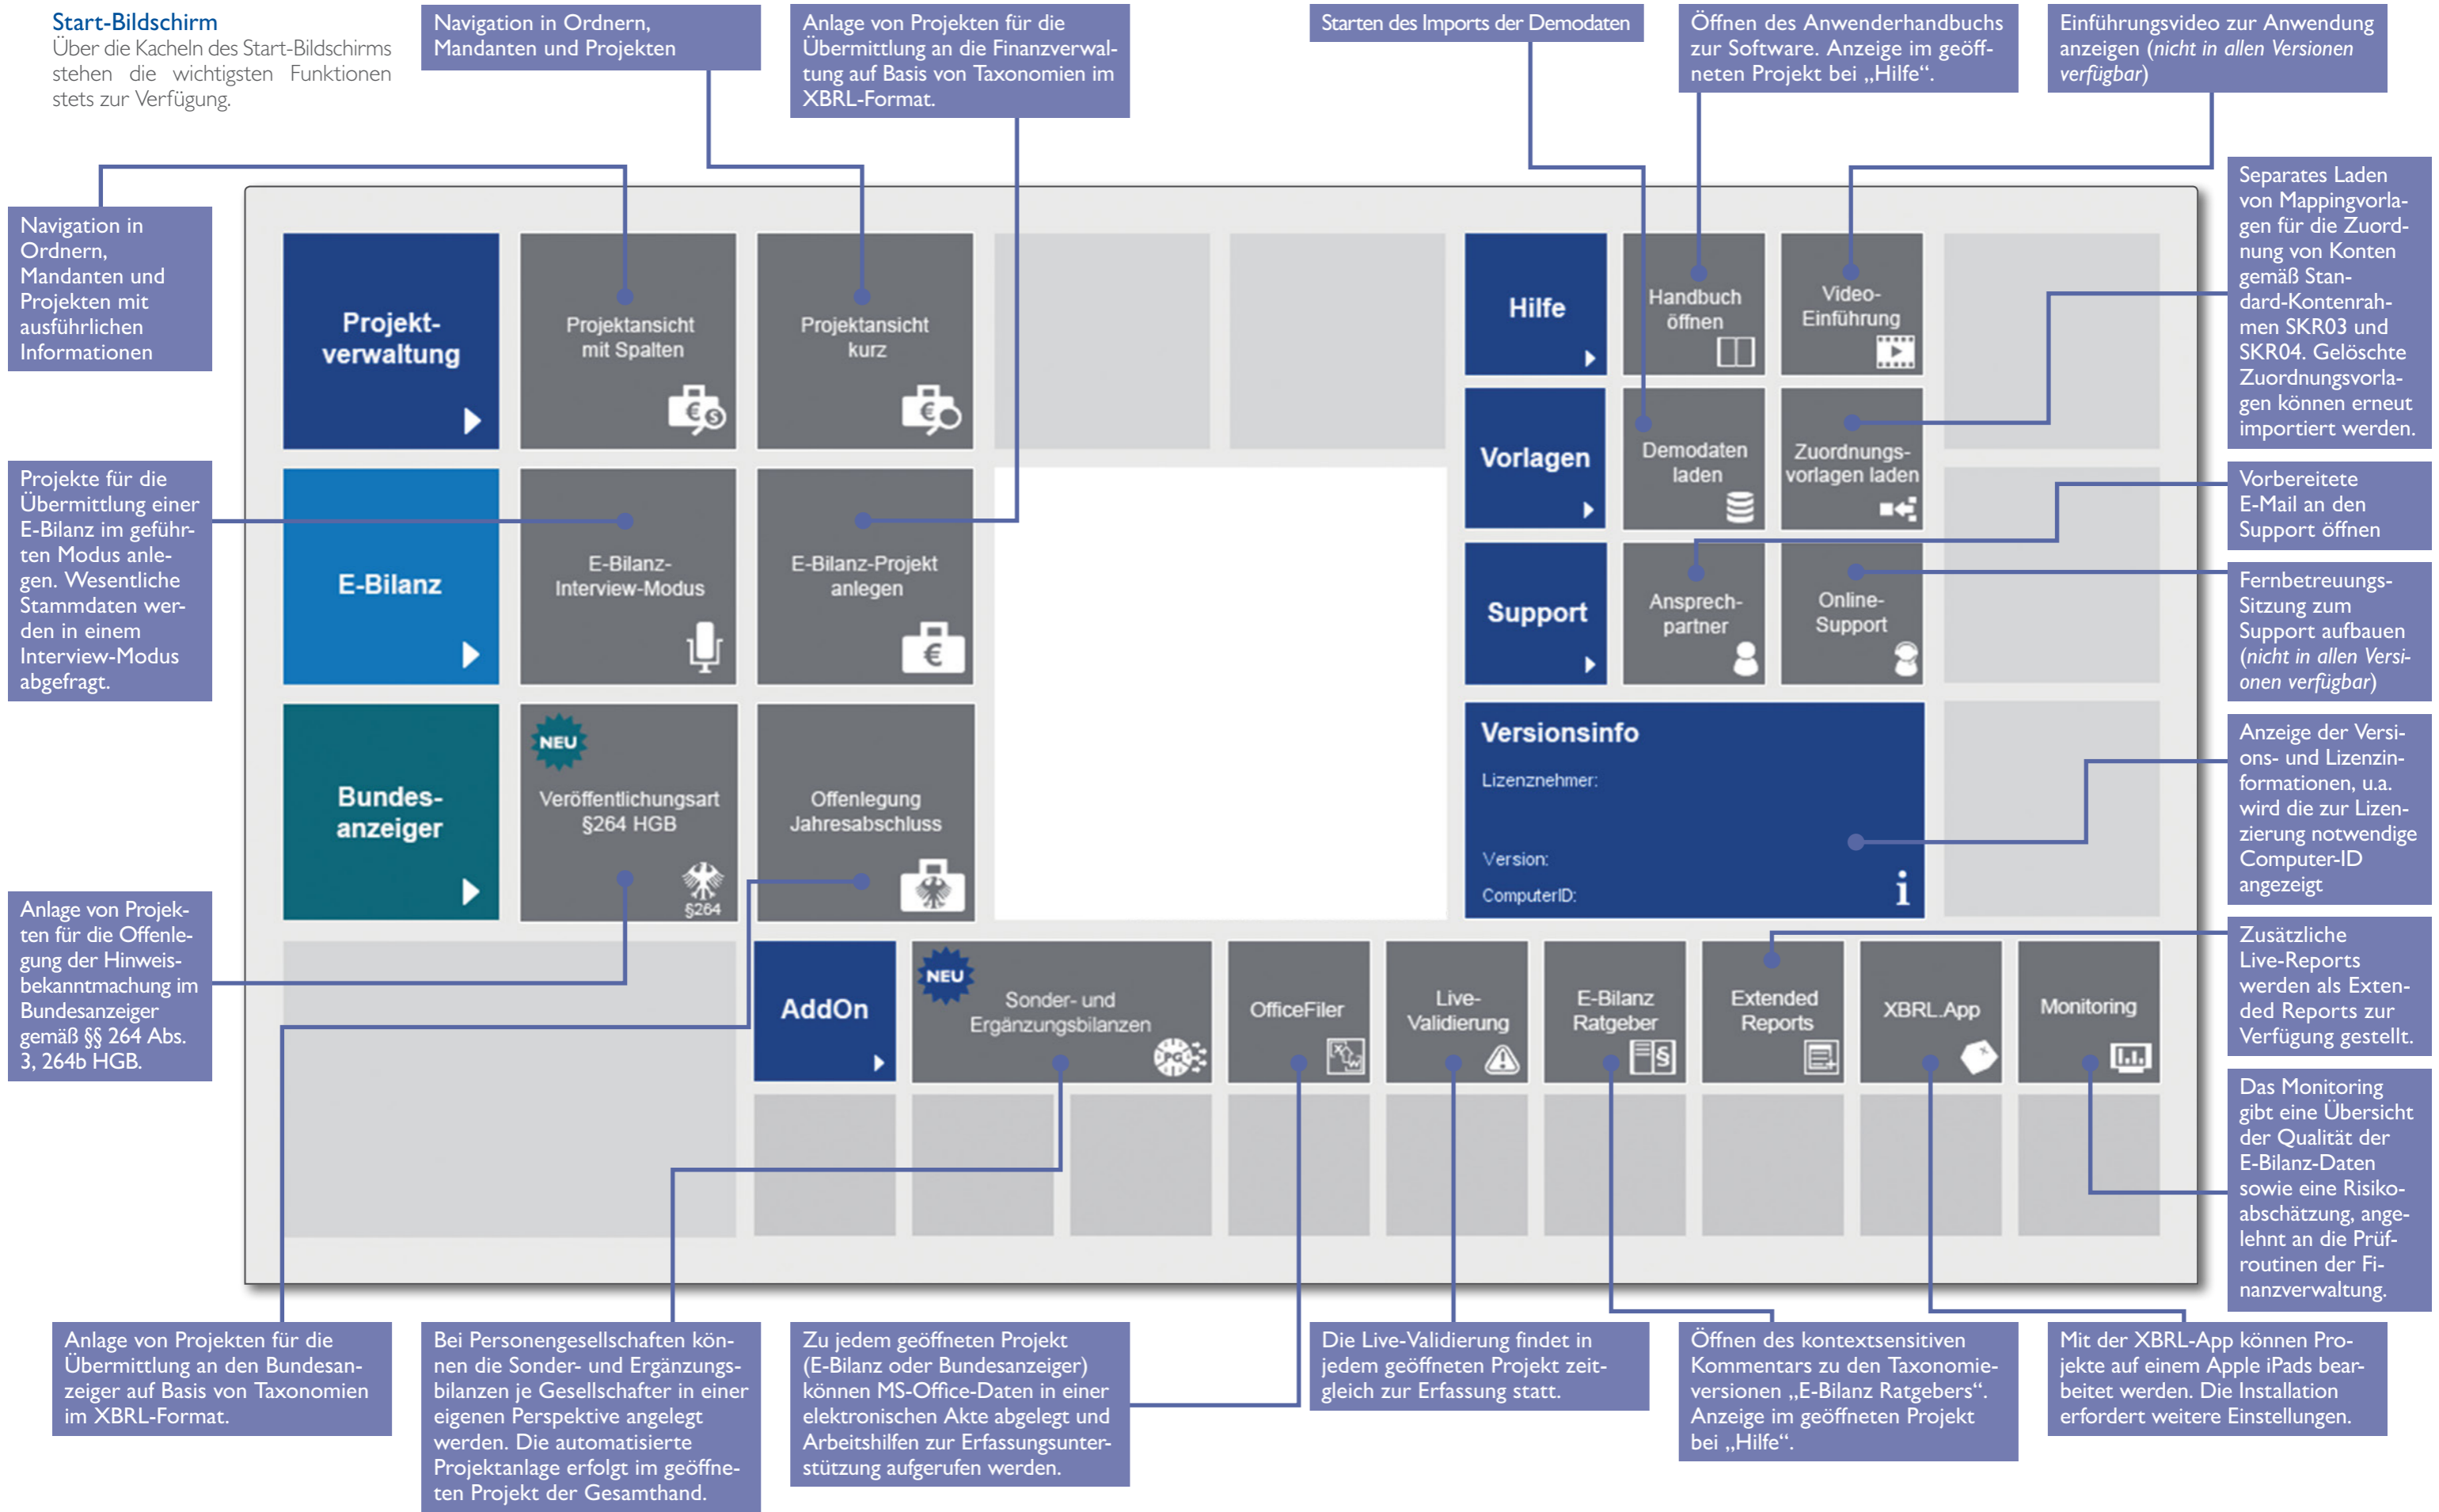 Start-Bildschirm
Über die Kacheln des Start-Bildschirms
stehen die wichtigsten Funktionen
stets zur Verfügung.
Navigation in Ordnern,
Mandanten und Projekten
Anlage von Projekten für die
Übermittlung an die Finanzverwal-
tung auf Basis von Taxonomien im
XBRL-Format.
Starten des Imports der Demodaten
Öffnen des Anwenderhandbuchs
zur Software. Anzeige im geöff-
neten Projekt bei „Hilfe“.
Einführungsvideo zur Anwendung
anzeigen (nicht in allen Versionen
verfügbar)
Navigation in
Ordnern,
Mandanten und
Projekten mit
ausführlichen
Informationen
Projekte für die
Übermittlung einer
E-Bilanz im geführ-
ten Modus anle-
gen. Wesentliche
Stammdaten wer-
den in einem
Interview-Modus
abgefragt.
Anlage von Projek-
ten für die Offenle-
gung der Hinweis-
bekanntmachung im
Bundesanzeiger
gemäß §§ 264 Abs.
3, 264b HGB.
Projekt-
verwaltung
Projektansicht
mit Spalten
Projektansicht
kurz
E-Bilanz
E-Bilanz-
Interview-Modus
E-Bilanz-Projekt
anlegen
Bundes-
anzeiger
NEU
Veröffentlichungsart
§264 HGB
§264
Offenlegung
Jahresabschluss
Hilfe
Handbuch
öffnen
Video-
Einführung
Vorlagen
Demodaten
laden
Zuordnungs-
vorlagen laden
Support
Ansprech-
partner
Online-
Support
Versionsinfo
Lizenznehmer:
Version:
ComputerID:
AddOn
NEU
Sonder- und
Ergänzungsbilanzen
PG
OfficeFiler
Live-
Validierung
E-Bilanz
Ratgeber
Extended
Reports
XBRL.App
Monitoring
Separates Laden
von Mappingvorla-
gen für die Zuord-
nung von Konten
gemäß Stan-
dard-Kontenrah-
men SKR03 und
SKR04. Gelöschte
Zuordnungsvorla-
gen können erneut
importiert werden.
Vorbereitete
E-Mail an den
Support öffnen
Fernbetreuungs-
Sitzung zum
Support aufbauen
(nicht in allen Versi-
onen verfügbar)
Anzeige der Versi-
ons- und Lizenzin-
formationen, u.a.
wird die zur Lizen-
zierung notwendige
Computer-ID
angezeigt
Zusätzliche
Live-Reports
werden als Exten-
ded Reports zur
Verfügung gestellt.
Das Monitoring
gibt eine Übersicht
der Qualität der
E-Bilanz-Daten
sowie eine Risiko-
abschätzung, ange-
lehnt an die Prüf-
routinen der Fi-
nanzverwaltung.
Anlage von Projekten für die
Übermittlung an den Bundesan-
zeiger auf Basis von Taxonomien
im XBRL-Format.
Bei Personengesellschaften kön-
nen die Sonder- und Ergänzungs-
bilanzen je Gesellschafter in einer
eigenen Perspektive angelegt
werden. Die automatisierte
Projektanlage erfolgt im geöffne-
ten Projekt der Gesamthand.
Zu jedem geöffneten Projekt
(E-Bilanz oder Bundesanzeiger)
können MS-Office-Daten in einer
elektronischen Akte abgelegt und
Arbeitshilfen zur Erfassungsunter-
stützung aufgerufen werden.
Die Live-Validierung findet in
jedem geöffneten Projekt zeit-
gleich zur Erfassung statt.
Öffnen des kontextsensitiven
Kommentars zu den Taxonomie-
versionen „E-Bilanz Ratgebers“.
Anzeige im geöffneten Projekt
bei „Hilfe“.
Mit der XBRL-App können Pro-
jekte auf einem Apple iPads bear-
beitet werden. Die Installation
erfordert weitere Einstellungen.